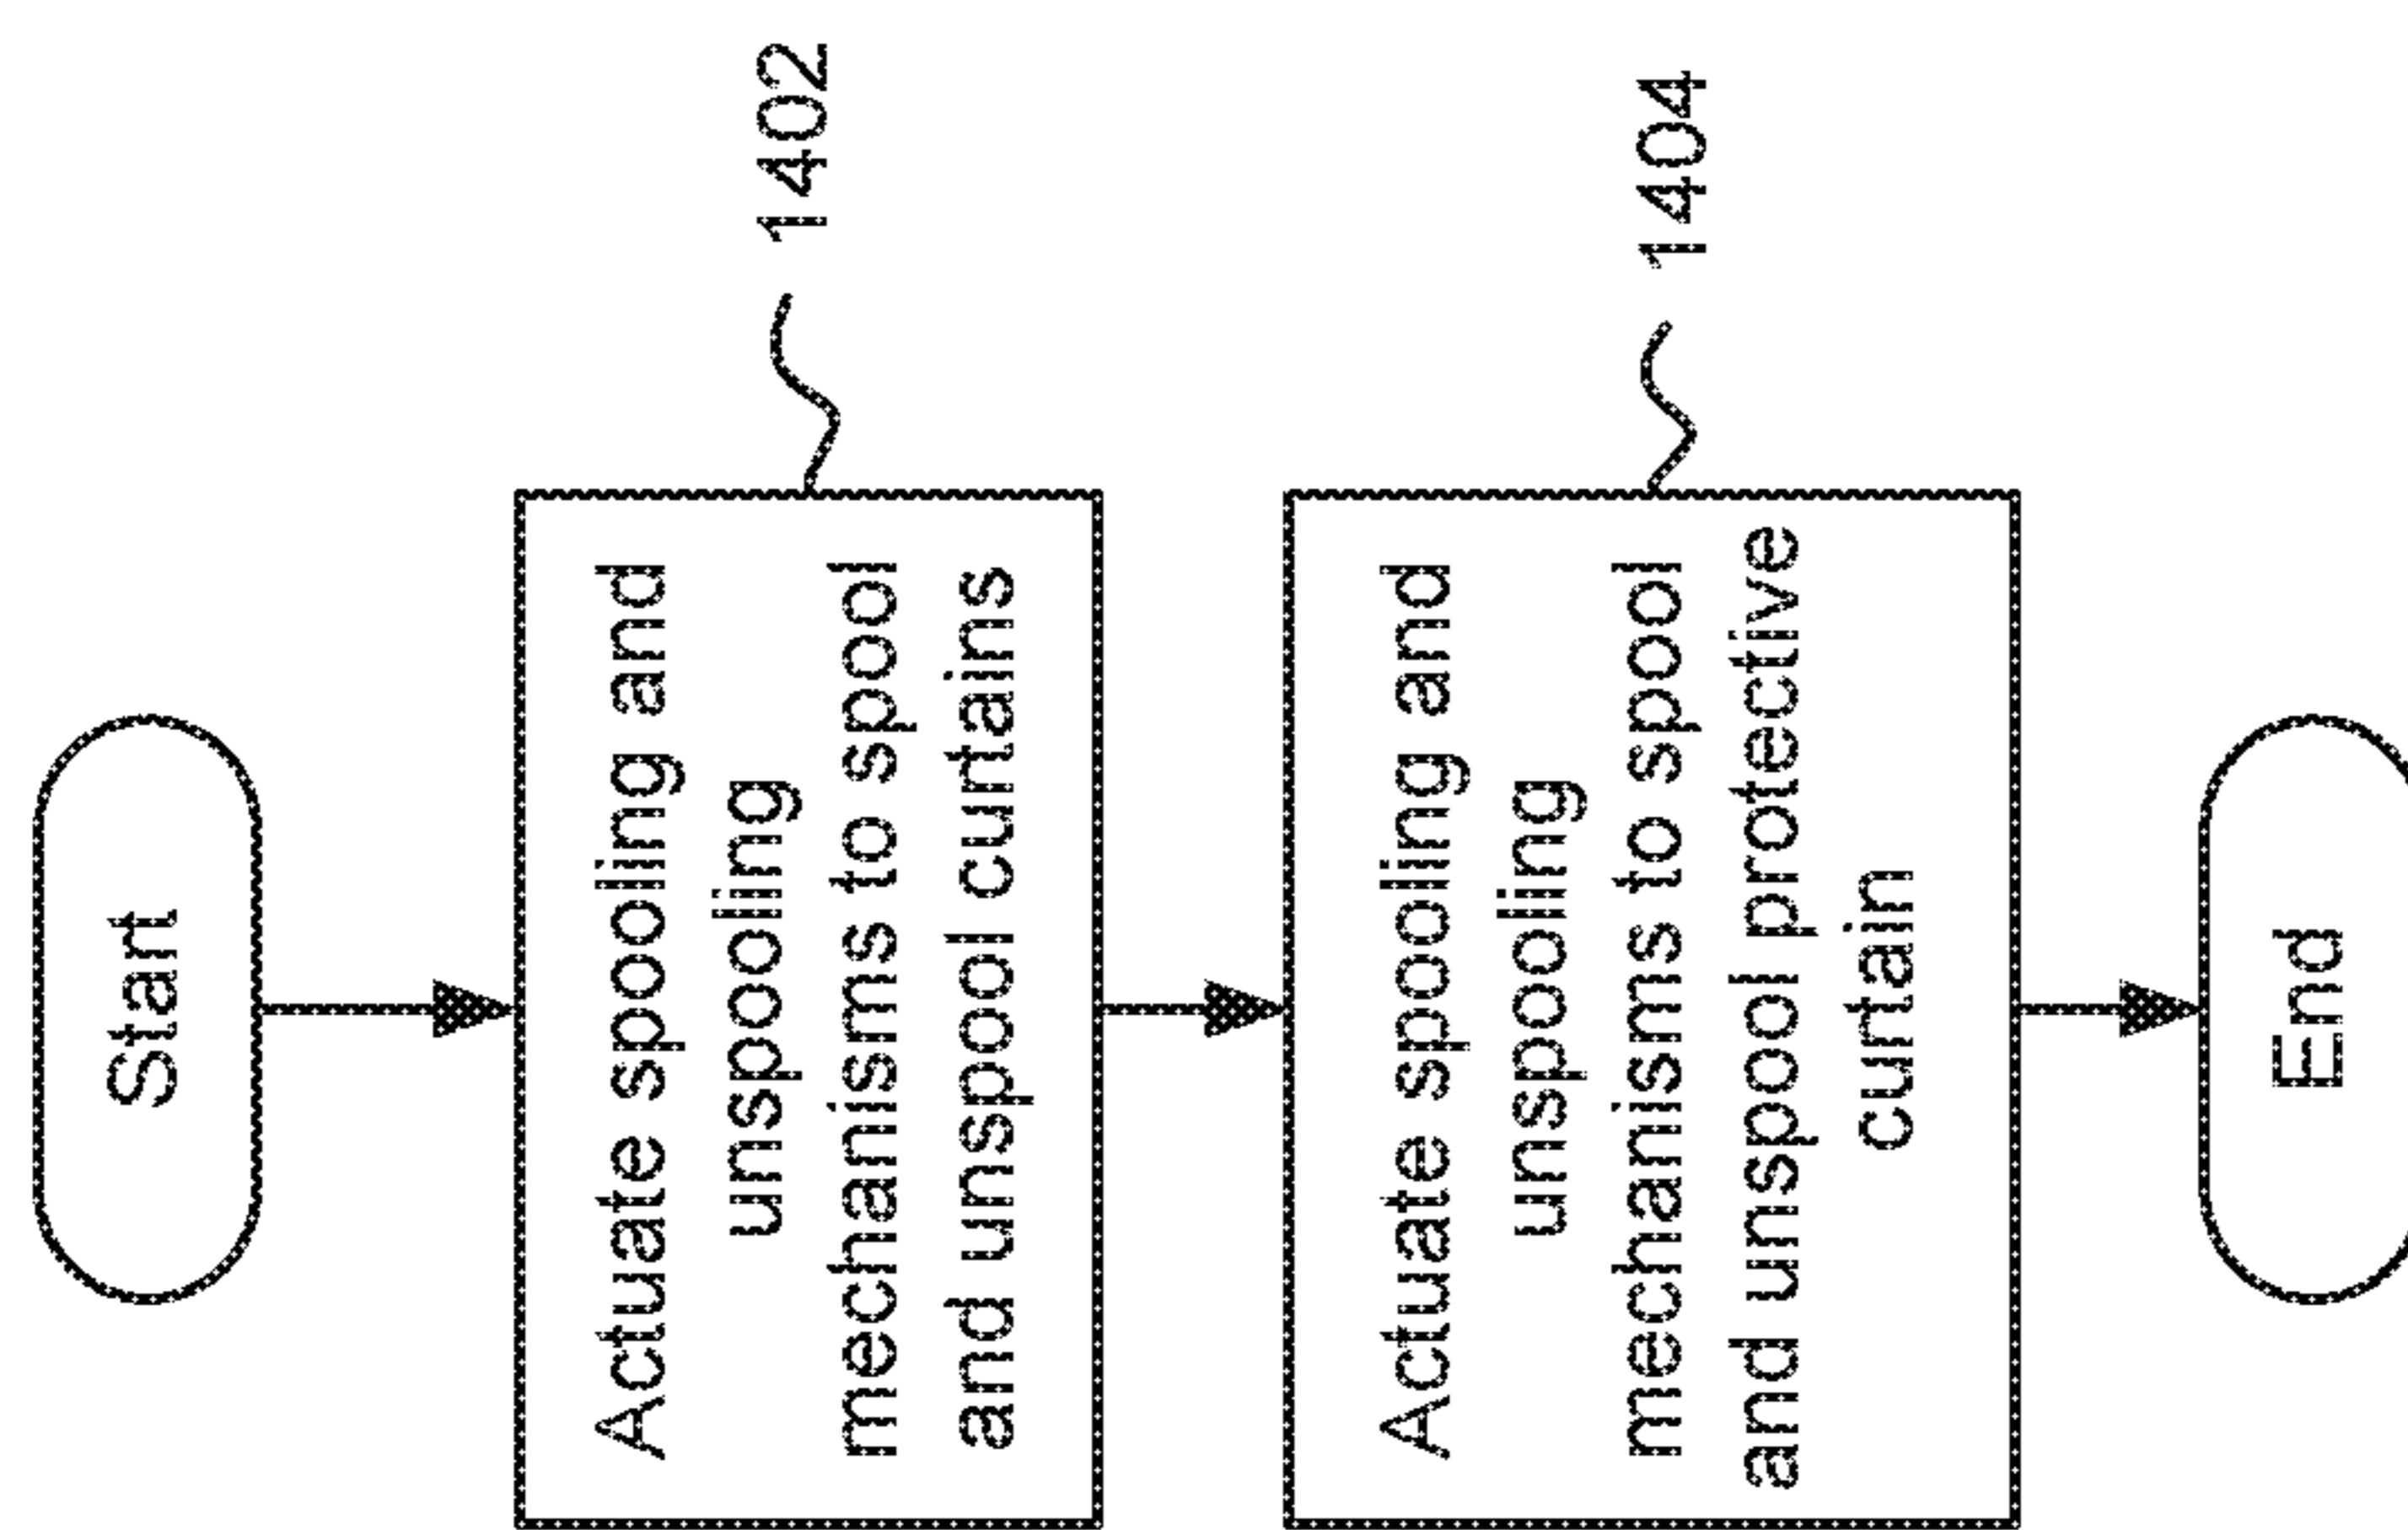 Start
Actuate spooling and
unspooling
mechanisms to spool
and unspool curtains
1402
Actuate spooling and
unspooling
mechanisms to spool
and unspool protective
curtain
1404
End